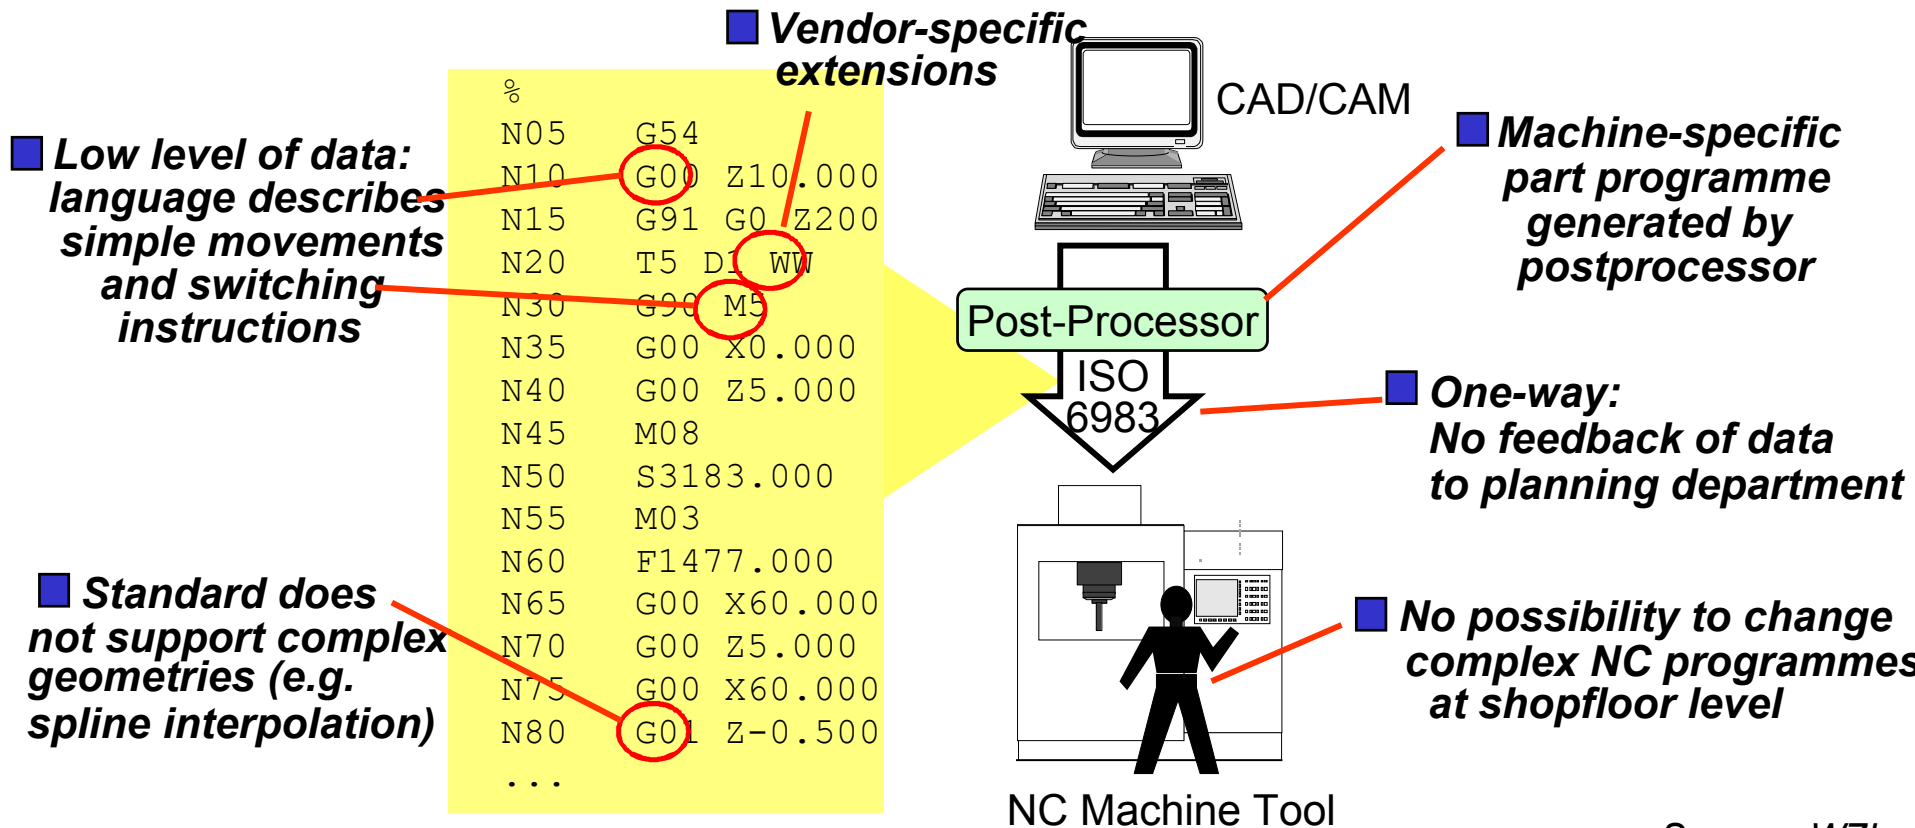 Vendor-specific
extensions
CAD/CAM
Low level of data:
language describes
simple movements
and switching
instructions
Machine-specific
part programme
generated by
postprocessor
%
N05 G54
N10 G00 Z10.000
N15 G91 G0 Z200
N20 T5 D1 WW
N30 G90 M5
N35 G00 X0.000
N40 G00 Z5.000
N45 M08
N50 S3183.000
N55 M03
N60 F1477.000
N65 G00 X60.000
N70 G00 Z5.000
N75 G00 X60.000
N80 G01 Z-0.500
...
Post-Processor
ISO
6983
One-way:
No feedback of data
to planning department
Standard does
not support complex
geometries (e.g.
spline interpolation)
No possibility to change
complex NC programmes
at shopfloor level
NC Machine Tool